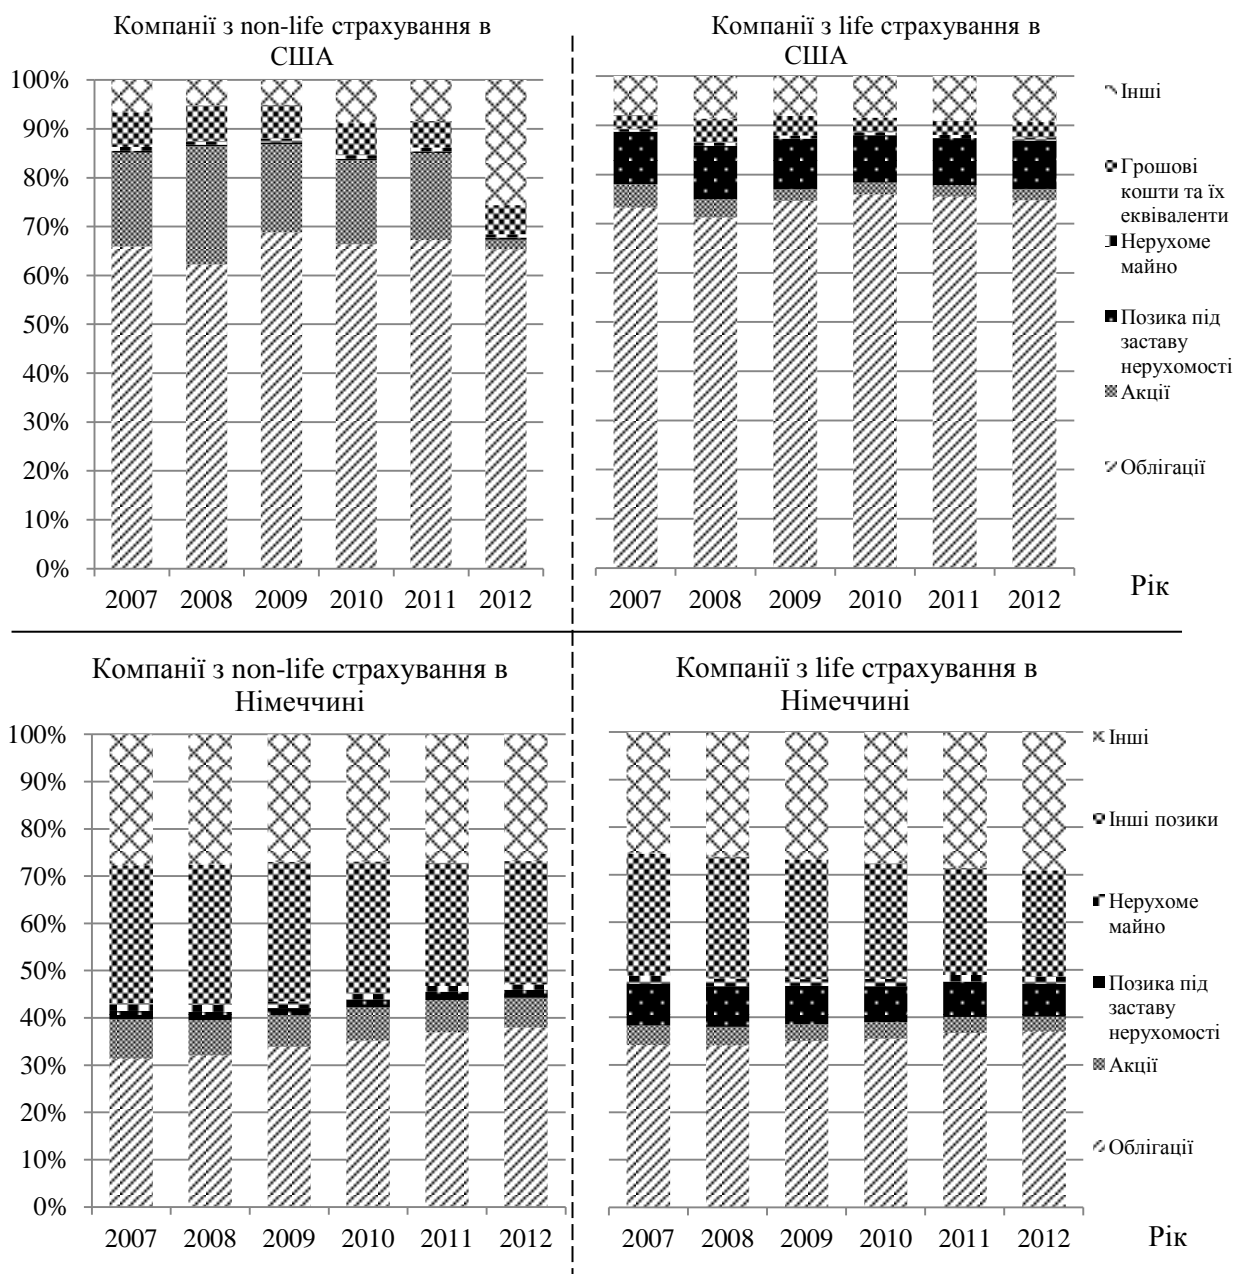 Компанії з non-life страхування в
США
100%
90%
80%
70%
60%
50%
40%
30%
20%
10%
0%
2007 2008 2009 2010 2011 2012
Компанії з life страхування в
США
2007 2008 2009 2010 2011 2012
Інші
Грошові
кошти та їх
еквіваленти
Нерухоме
майно
Позика під
заставу
нерухомості
Акції
Облігації
Рік
Компанії з non-life страхування в
Німеччині
100%
90%
80%
70%
60%
50%
40%
30%
20%
10%
0%
2007 2008 2009 2010 2011 2012
Компанії з life страхування в
Німеччині
2007 2008 2009 2010 2011 2012
Інші
Інші позики
Нерухоме
майно
Позика під
заставу
нерухомості
Акції
Облігації
Рік